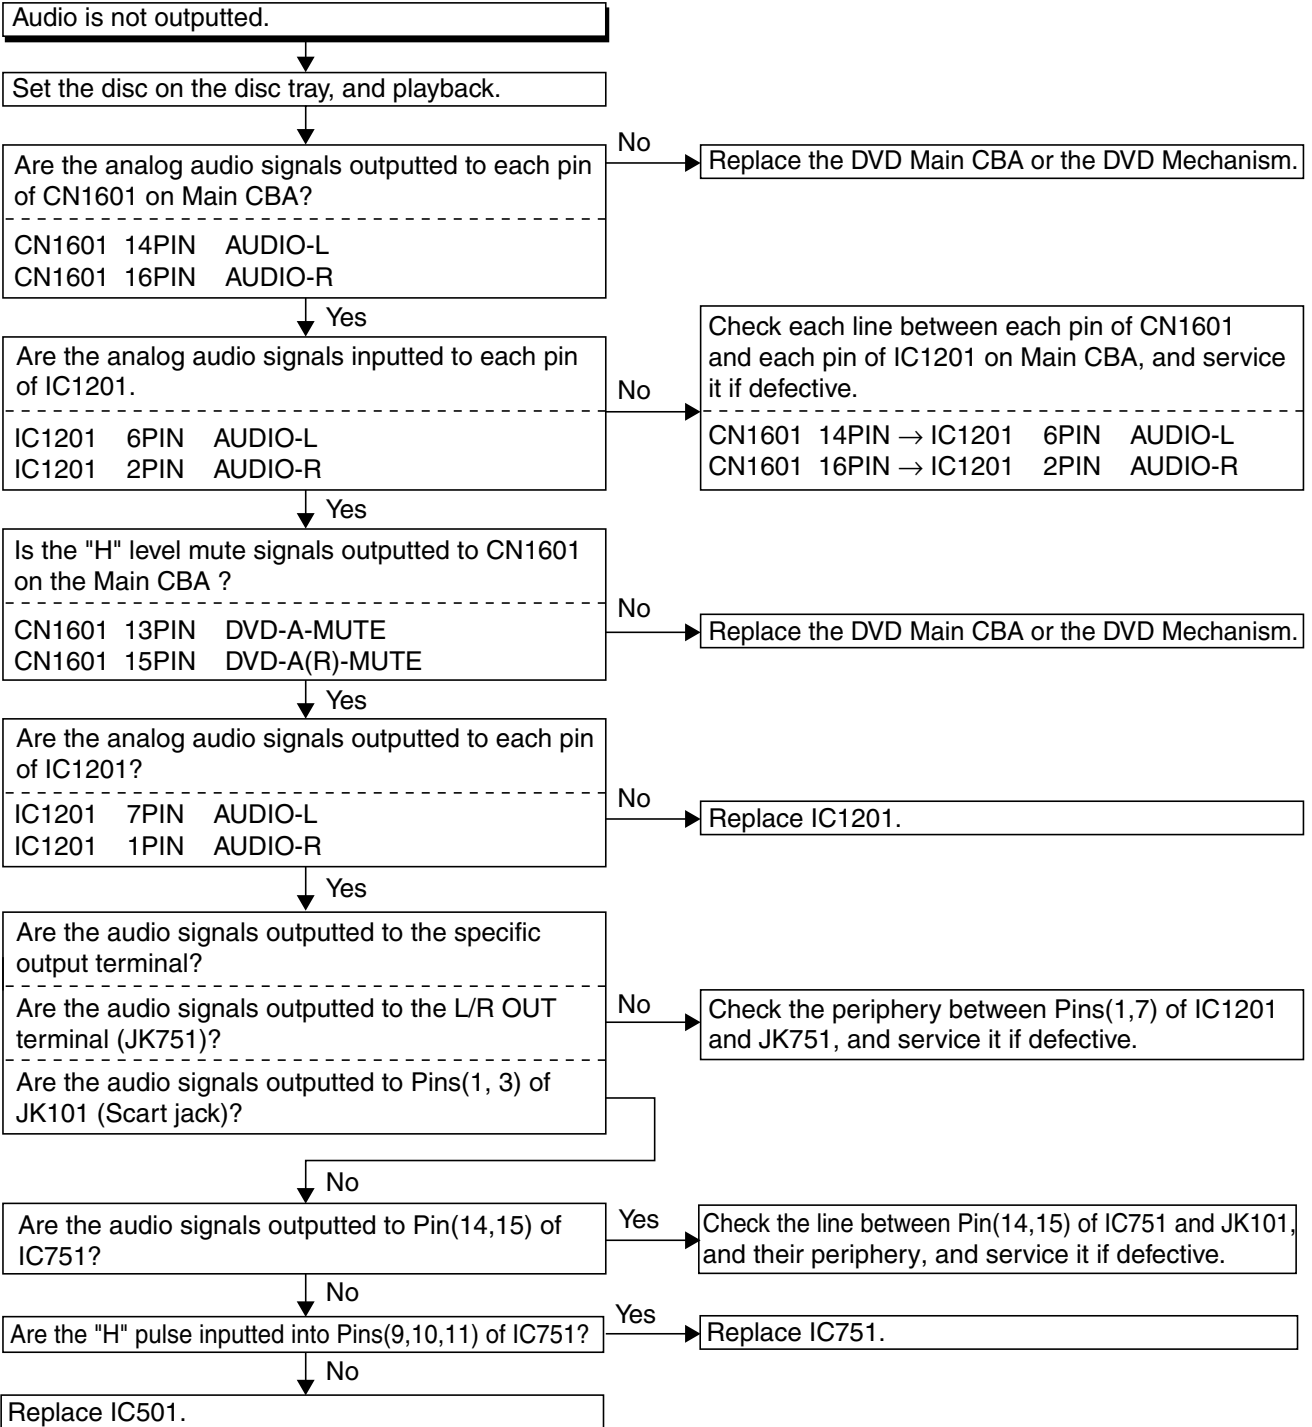 Audio is not outputted.
Set the disc on the disc tray, and playback.
Are the analog audio signals outputted to each pin
of CN1601 on Main CBA?
CN1601 14PIN AUDIO-L
CN1601 16PIN AUDIO-R
No
Replace the DVD Main CBA or the DVD Mechanism.
Yes
Are the analog audio signals inputted to each pin
of IC1201.
IC1201 6PIN AUDIO-L
IC1201 2PIN AUDIO-R
No
Check each line between each pin of CN1601
and each pin of IC1201 on Main CBA, and service
it if defective.
CN1601 14PIN → IC1201 6PIN AUDIO-L
CN1601 16PIN → IC1201 2PIN AUDIO-R
Yes
Is the "H" level mute signals outputted to CN1601
on the Main CBA ?
CN1601 13PIN DVD-A-MUTE
CN1601 15PIN DVD-A(R)-MUTE
No
Replace the DVD Main CBA or the DVD Mechanism.
Yes
Are the analog audio signals outputted to each pin
of IC1201?
IC1201 7PIN AUDIO-L
IC1201 1PIN AUDIO-R
No
Replace IC1201.
Yes
Are the audio signals outputted to the specific
output terminal?
Are the audio signals outputted to the L/R OUT
terminal (JK751)?
No
Check the periphery between Pins(1,7) of IC1201
and JK751, and service it if defective.
Are the audio signals outputted to Pins(1, 3) of
JK101 (Scart jack)?
No
Are the audio signals outputted to Pin(14,15) of
IC751?
Yes
Check the line between Pin(14,15) of IC751 and JK101,
and their periphery, and service it if defective.
No
Are the "H" pulse inputted into Pins(9,10,11) of IC751?
Yes
Replace IC751.
No
Replace IC501.